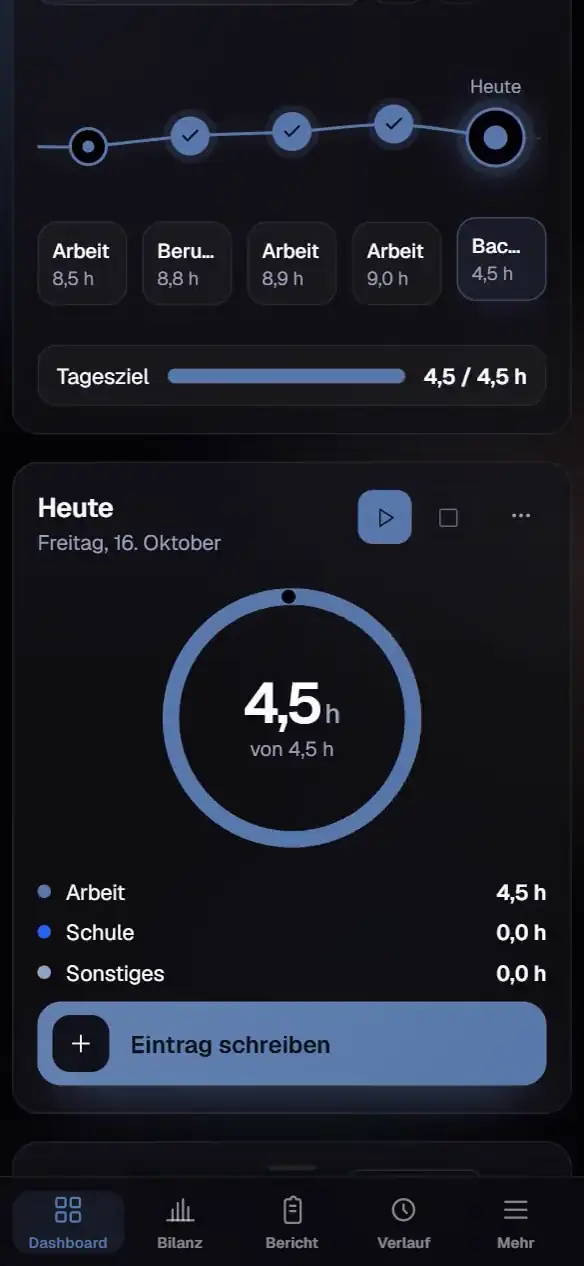 Heute
Arbeit
8,5 h
Beru...
8,8 h
Arbeit
8,9 h
Arbeit
9,0 h
Bac...
4,5 h
Tagesziel 4,5 / 4,5 h
Heute
Freitag, 16. Oktober
4,5 h
von 4,5 h
Arbeit 4,5 h
Schule 0,0 h
Sonstiges 0,0 h
Eintrag schreiben
Dashboard Bilanz Bericht Verlauf Mehr